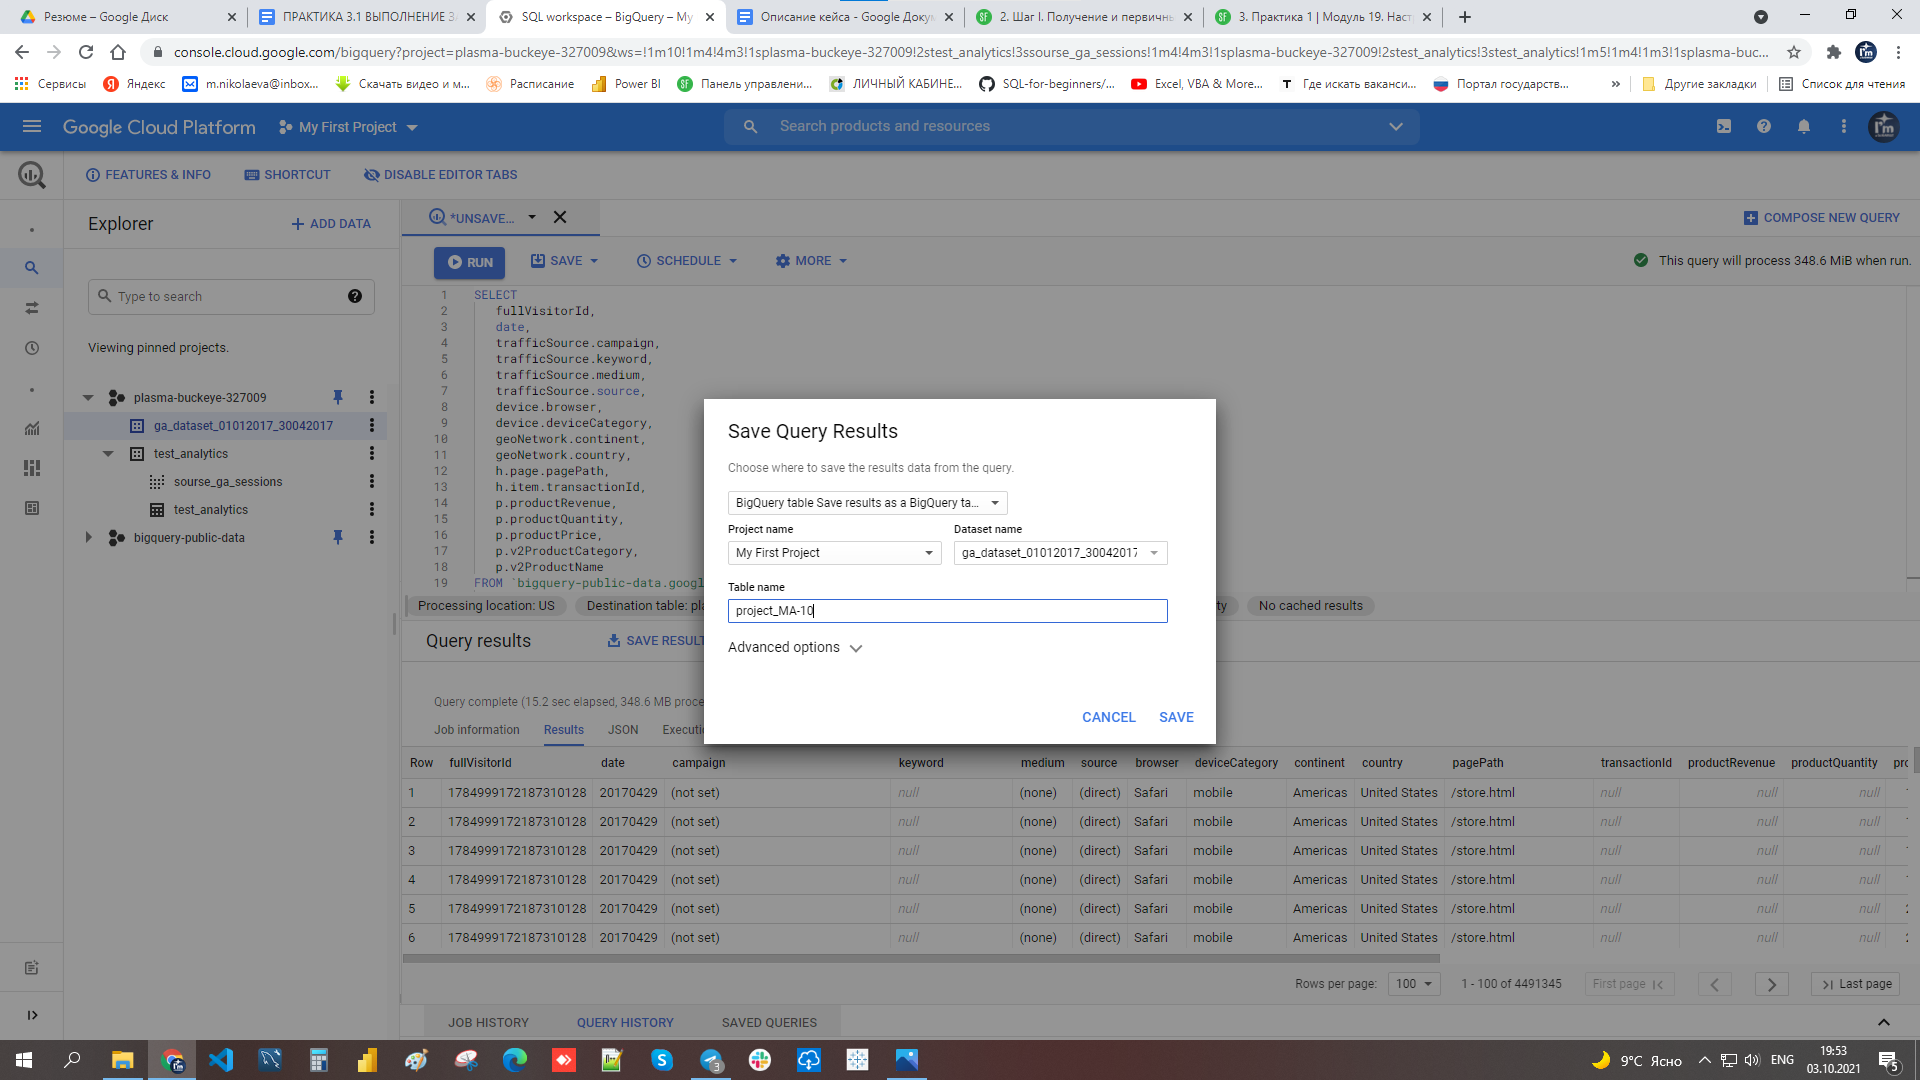 Резюме – Google Диск
ПРАКТИКА 3.1 ВЫПОЛНЕНИЕ З
SQL workspace – BigQuery – My
Описание кейса - Google Докум
2. Шаг I. Получение и первичны
3. Практика 1 | Модуль 19. Наст
console.cloud.google.com/bigquery?project=plasma-buckeye-327009&ws=!1m10!1m4!4m3!1splasma-buckeye-327009!2stest_analytics!3ssourse_ga_sessions!1m4!4m3!1splasma-buckeye-327009!2stest_analytics!3stest_analytics!1m5!1m4!1m3!1splasma-buc...
Сервисы
Яндекс
m.nikolaeva@inbox...
Скачать видео и м...
Расписание
Power BI
Панель управлени...
ЛИЧНЫЙ КАБИНЕ...
SQL-for-beginners/...
Excel, VBA & More...
Где искать ваканси...
Портал государств...
»
Другие закладки
Список для чтения
Google Cloud Platform
My First Project
Search products and resources
FEATURES & INFO
SHORTCUT
DISABLE EDITOR TABS
Explorer
ADD DATA
*UNSAVE...
COMPOSE NEW QUERY
RUN
SAVE
SCHEDULE
MORE
This query will process 348.6 MiB when run.
Type to search
Viewing pinned projects.
plasma-buckeye-327009
ga_dataset_01012017_30042017
test_analytics
sourse_ga_sessions
test_analytics
bigquery-public-data
1 SELECT
2 fullVisitorId,
3 date,
4 trafficSource.campaign,
5 trafficSource.keyword,
6 trafficSource.medium,
7 trafficSource.source,
8 device.browser,
9 device.deviceCategory,
10 geoNetwork.continent,
11 geoNetwork.country,
12 h.page.pagePath,
13 h.item.transactionId,
14 p.productRevenue,
15 p.productQuantity,
16 p.productPrice,
17 p.v2ProductCategory,
18 p.v2ProductName
19 FROM `bigquery-public-data.googl
Processing location: US
Destination table: pl
ty
No cached results
Save Query Results
Choose where to save the results data from the query.
BigQuery table Save results as a BigQuery ta...
Project name
Dataset name
My First Project
ga_dataset_01012017_30042017
Table name
project_MA-10
Advanced options
CANCEL
SAVE
Query results
SAVE RESULT
Query complete (15.2 sec elapsed, 348.6 MB proce
Job information
Results
JSON
Executi
Row fullVisitorId date campaign keyword medium source browser deviceCategory continent country pagePath transactionId productRevenue productQuantity pro
1 1784999172187310128 20170429 (not set) null (none) (direct) Safari mobile Americas United States /store.html null null null
2 1784999172187310128 20170429 (not set) null (none) (direct) Safari mobile Americas United States /store.html null null null
3 1784999172187310128 20170429 (not set) null (none) (direct) Safari mobile Americas United States /store.html null null null
4 1784999172187310128 20170429 (not set) null (none) (direct) Safari mobile Americas United States /store.html null null null
5 1784999172187310128 20170429 (not set) null (none) (direct) Safari mobile Americas United States /store.html null null null
6 1784999172187310128 20170429 (not set) null (none) (direct) Safari mobile Americas United States /store.html null null null
Rows per page: 100
1 - 100 of 4491345
First page
Last page
JOB HISTORY
QUERY HISTORY
SAVED QUERIES
9°C Ясно
ENG
19:53
03.10.2021
3
5